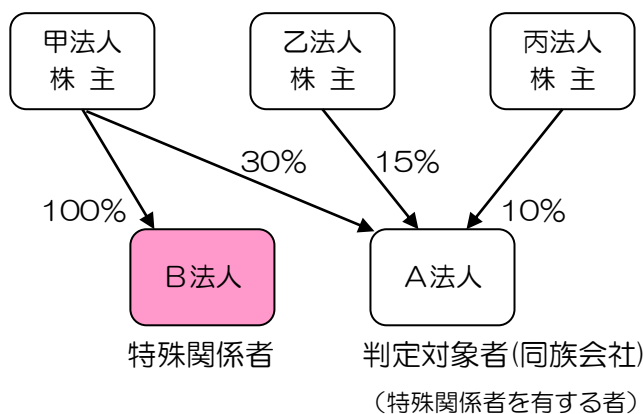 甲法人
株 主
乙法人
株 主
丙法人
株 主
30%
15%
100%
10%
B法人
A法人
特殊関係者
判定対象者(同族会社)
（特殊関係者を有する者）